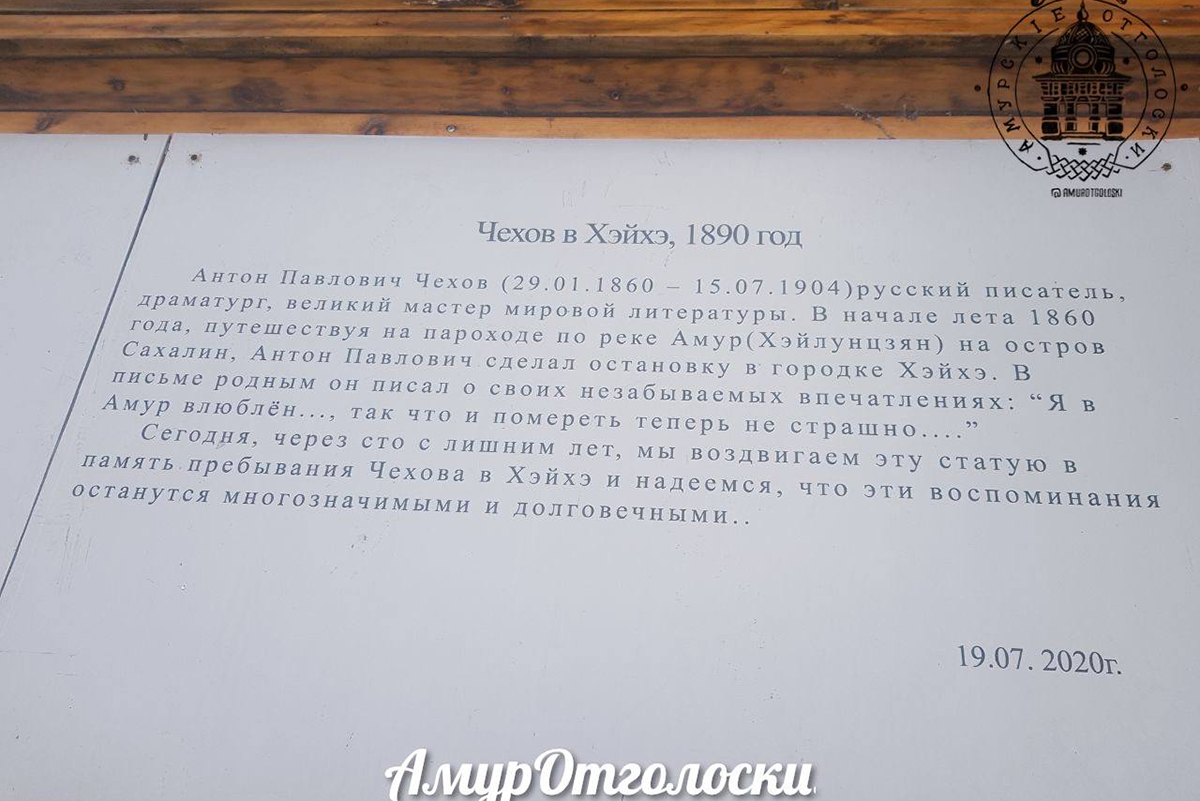 АМУРСКИЕ ОТГОЛОСКИ
@AMUROTGOLOSKI
Чехов в Хэйхэ, 1890 год
Антон Павлович Чехов (29.01.1860 – 15.07.1904)русский писатель,
драматург, великий мастер мировой литературы. В начале лета 1860
года, путешествуя на пароходе по реке Амур(Хэйлунцзян) на остров
Сахалин, Антон Павлович сделал остановку в городке Хэйхэ. В
письме родным он писал о своих незабываемых впечатлениях: “Я в
Амур влюблён..., так что и помереть теперь не страшно....”
Сегодня, через сто с лишним лет, мы воздвигаем эту статую в
память пребывания Чехова в Хэйхэ и надеемся, что эти воспоминания
останутся многозначимыми и долговечными..
19.07. 2020г.
АмурОтголоски